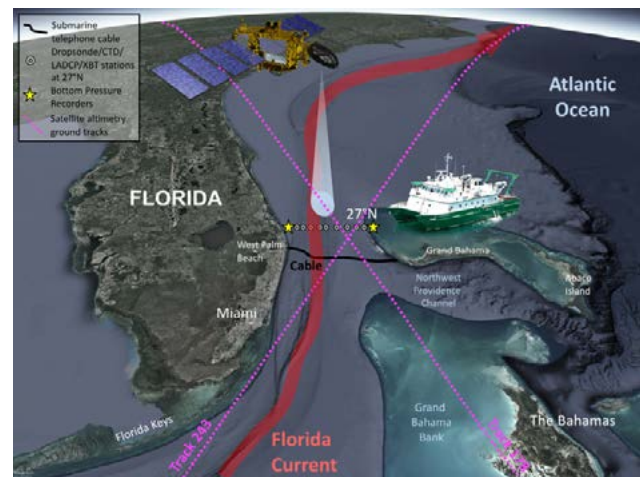 Submarine
telephone cable
Dropsonde/CTD/
LADCP/XBT stations
at 27°N
Bottom Pressure
Recorders
Satellite altimetry
ground tracks
Atlantic
Ocean
FLORIDA
27°N
West Palm
Beach
Cable
Grand Bahama
Abaco
Island
Northwest
Providence
Channel
Miami
Grand
Bahama
Bank
The Bahamas
Florida Keys
Track 203
Florida
Current
Track